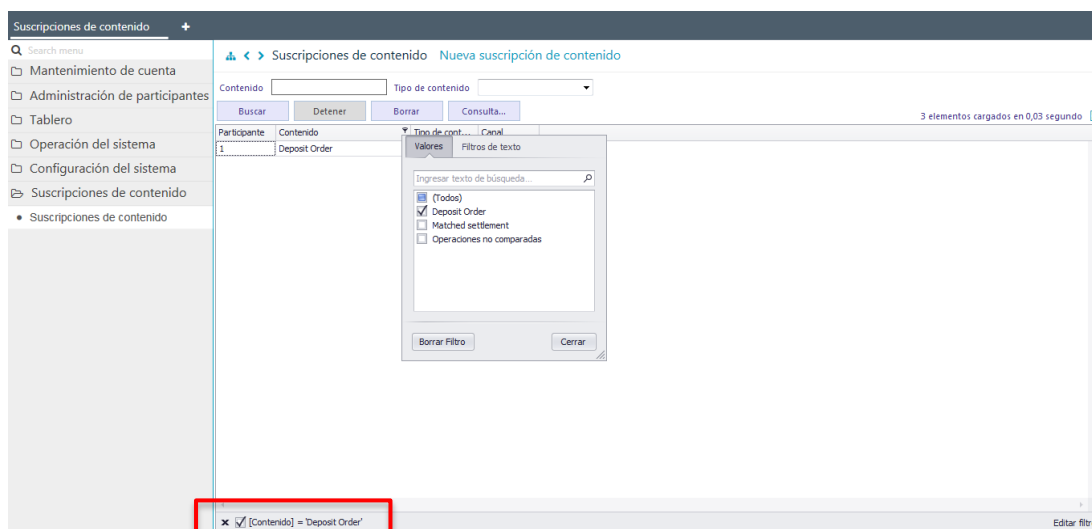 Suscripciones de contenido +
Search menu
Mantenimiento de cuenta
Administración de participantes
Tablero
Operación del sistema
Configuración del sistema
Suscripciones de contenido
Suscripciones de contenido
Suscripciones de contenido Nueva suscripción de contenido
Contenido Tipo de contenido
Buscar Detener Borrar Consulta...
3 elementos cargados en 0,03 segundo
Participante Contenido Tipo de cont... Canal
1 Deposit Order
Valores Filtros de texto
Ingresar texto de búsqueda...
(Todos)
Deposit Order
Matched settlement
Operaciones no comparadas
Borrar Filtro Cerrar
[Contenido] = 'Deposit Order'
Editar filtr